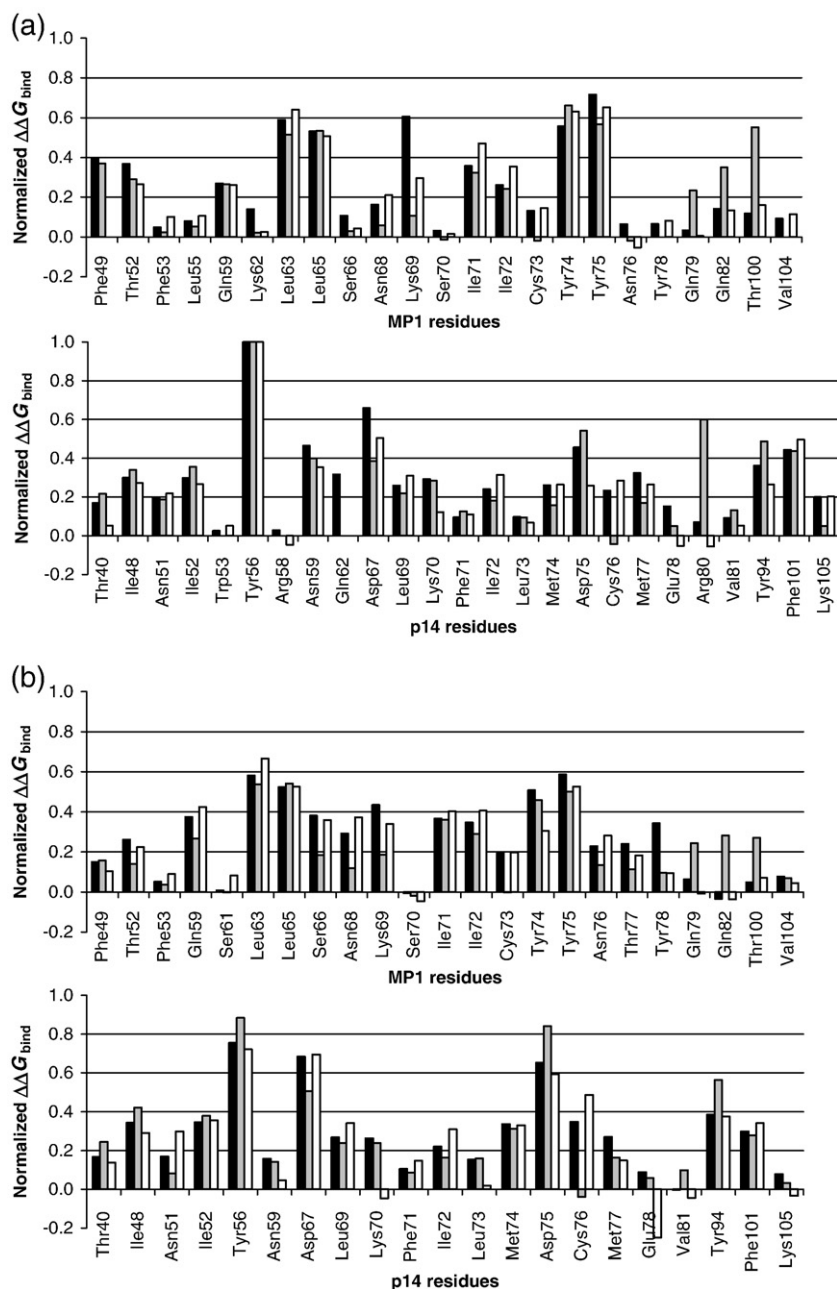 (a)
Normalized ΔΔG bind
1.0
0.8
0.6
0.4
0.2
0.0
-0.2
Phe49 Thr52 Phe53 Leu55 Gln59 Lys62 Leu63 Leu65 Ser66 Asn68 Lys69 Ser70 Ile71 Ile72 Cys73 Tyr74 Tyr75 Asn76 Tyr78 Gln79 Gln82 Thr100 Val104
MP1 residues
Normalized ΔΔG bind
1.0
0.8
0.6
0.4
0.2
0.0
-0.2
Thr40 Ile48 Asn51 Ile52 Trp53 Tyr56 Arg58 Asn59 Gln62 Asp67 Leu69 Lys70 Phe71 Ile72 Leu73 Met74 Asp75 Cys76 Met77 Glu78 Arg80 Val81 Tyr94 Phe101 Lys105
p14 residues
(b)
Normalized ΔΔG bind
1.0
0.8
0.6
0.4
0.2
0.0
-0.2
Phe49 Thr52 Phe53 Gln59 Ser61 Leu63 Leu65 Ser66 Asn68 Lys69 Ser70 Ile71 Ile72 Cys73 Tyr74 Tyr75 Asn76 Thr77 Tyr78 Gln79 Gln82 Thr100 Val104
MP1 residues
Normalized ΔΔG bind
1.0
0.8
0.6
0.4
0.2
0.0
-0.2
Thr40 Ile48 Asn51 Ile52 Tyr56 Asn59 Asp67 Leu69 Lys70 Phe71 Ile72 Leu73 Met74 Asp75 Cys76 Met77 Glu78 Val81 Tyr94 Phe101 Lys105
p14 residues